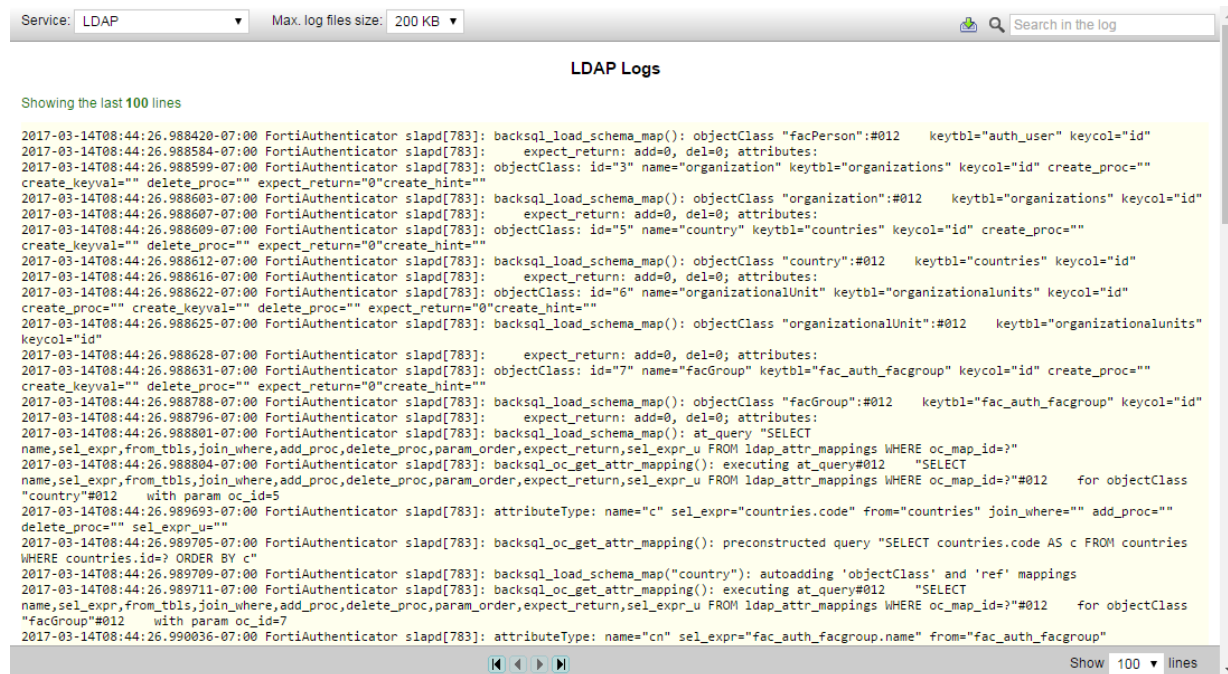 Service: LDAP Max. log files size: 200 KB Search in the log
LDAP Logs
Showing the last 100 lines
2017-03-14T08:44:26.988420-07:00 FortiAuthenticator slapd[783]: backsql_load_schema_map(): objectClass "facPerson":#012    keytbl="auth_user" keycol="id"
2017-03-14T08:44:26.988584-07:00 FortiAuthenticator slapd[783]:     expect_return: add=0, del=0; attributes:
2017-03-14T08:44:26.988599-07:00 FortiAuthenticator slapd[783]: objectClass: id="3" name="organization" keytbl="organizations" keycol="id" create_proc=""
create_keyval="" delete_proc="" expect_return="0"create_hint=""
2017-03-14T08:44:26.988603-07:00 FortiAuthenticator slapd[783]: backsql_load_schema_map(): objectClass "organization":#012    keytbl="organizations" keycol="id"
2017-03-14T08:44:26.988607-07:00 FortiAuthenticator slapd[783]:     expect_return: add=0, del=0; attributes:
2017-03-14T08:44:26.988609-07:00 FortiAuthenticator slapd[783]: objectClass: id="5" name="country" keytbl="countries" keycol="id" create_proc=""
create_keyval="" delete_proc="" expect_return="0"create_hint=""
2017-03-14T08:44:26.988612-07:00 FortiAuthenticator slapd[783]: backsql_load_schema_map(): objectClass "country":#012    keytbl="countries" keycol="id"
2017-03-14T08:44:26.988616-07:00 FortiAuthenticator slapd[783]:     expect_return: add=0, del=0; attributes:
2017-03-14T08:44:26.988622-07:00 FortiAuthenticator slapd[783]: objectClass: id="6" name="organizationalUnit" keytbl="organizationalunits" keycol="id"
create_proc="" create_keyval="" delete_proc="" expect_return="0"create_hint=""
2017-03-14T08:44:26.988625-07:00 FortiAuthenticator slapd[783]: backsql_load_schema_map(): objectClass "organizationalUnit":#012    keytbl="organizationalunits"
keycol="id"
2017-03-14T08:44:26.988628-07:00 FortiAuthenticator slapd[783]:     expect_return: add=0, del=0; attributes:
2017-03-14T08:44:26.988631-07:00 FortiAuthenticator slapd[783]: objectClass: id="7" name="facGroup" keytbl="fac_auth_facgroup" keycol="id" create_proc=""
create_keyval="" delete_proc="" expect_return="0"create_hint=""
2017-03-14T08:44:26.988788-07:00 FortiAuthenticator slapd[783]: backsql_load_schema_map(): objectClass "facGroup":#012    keytbl="fac_auth_facgroup" keycol="id"
2017-03-14T08:44:26.988796-07:00 FortiAuthenticator slapd[783]:     expect_return: add=0, del=0; attributes:
2017-03-14T08:44:26.988801-07:00 FortiAuthenticator slapd[783]: backsql_load_schema_map(): at_query "SELECT
name,sel_expr,from_tbls,join_where,add_proc,delete_proc,param_order,expect_return,sel_expr_u FROM ldap_attr_mappings WHERE oc_map_id=?"
2017-03-14T08:44:26.988804-07:00 FortiAuthenticator slapd[783]: backsql_oc_get_attr_mapping(): executing at_query#012    "SELECT
name,sel_expr,from_tbls,join_where,add_proc,delete_proc,param_order,expect_return,sel_expr_u FROM ldap_attr_mappings WHERE oc_map_id=?"#012    for objectClass
"country"#012    with param oc_id=5
2017-03-14T08:44:26.989693-07:00 FortiAuthenticator slapd[783]: attributeType: name="c" sel_expr="countries.code" from="countries" join_where="" add_proc=""
delete_proc="" sel_expr_u=""
2017-03-14T08:44:26.989705-07:00 FortiAuthenticator slapd[783]: backsql_oc_get_attr_mapping(): preconstructed query "SELECT countries.code AS c FROM countries
WHERE countries.id=? ORDER BY c"
2017-03-14T08:44:26.989709-07:00 FortiAuthenticator slapd[783]: backsql_load_schema_map("country"): autoadding 'objectClass' and 'ref' mappings
2017-03-14T08:44:26.989711-07:00 FortiAuthenticator slapd[783]: backsql_oc_get_attr_mapping(): executing at_query#012    "SELECT
name,sel_expr,from_tbls,join_where,add_proc,delete_proc,param_order,expect_return,sel_expr_u FROM ldap_attr_mappings WHERE oc_map_id=?"#012    for objectClass
"facGroup"#012    with param oc_id=7
2017-03-14T08:44:26.990036-07:00 FortiAuthenticator slapd[783]: attributeType: name="cn" sel_expr="fac_auth_facgroup.name" from="fac_auth_facgroup"
Show 100 lines